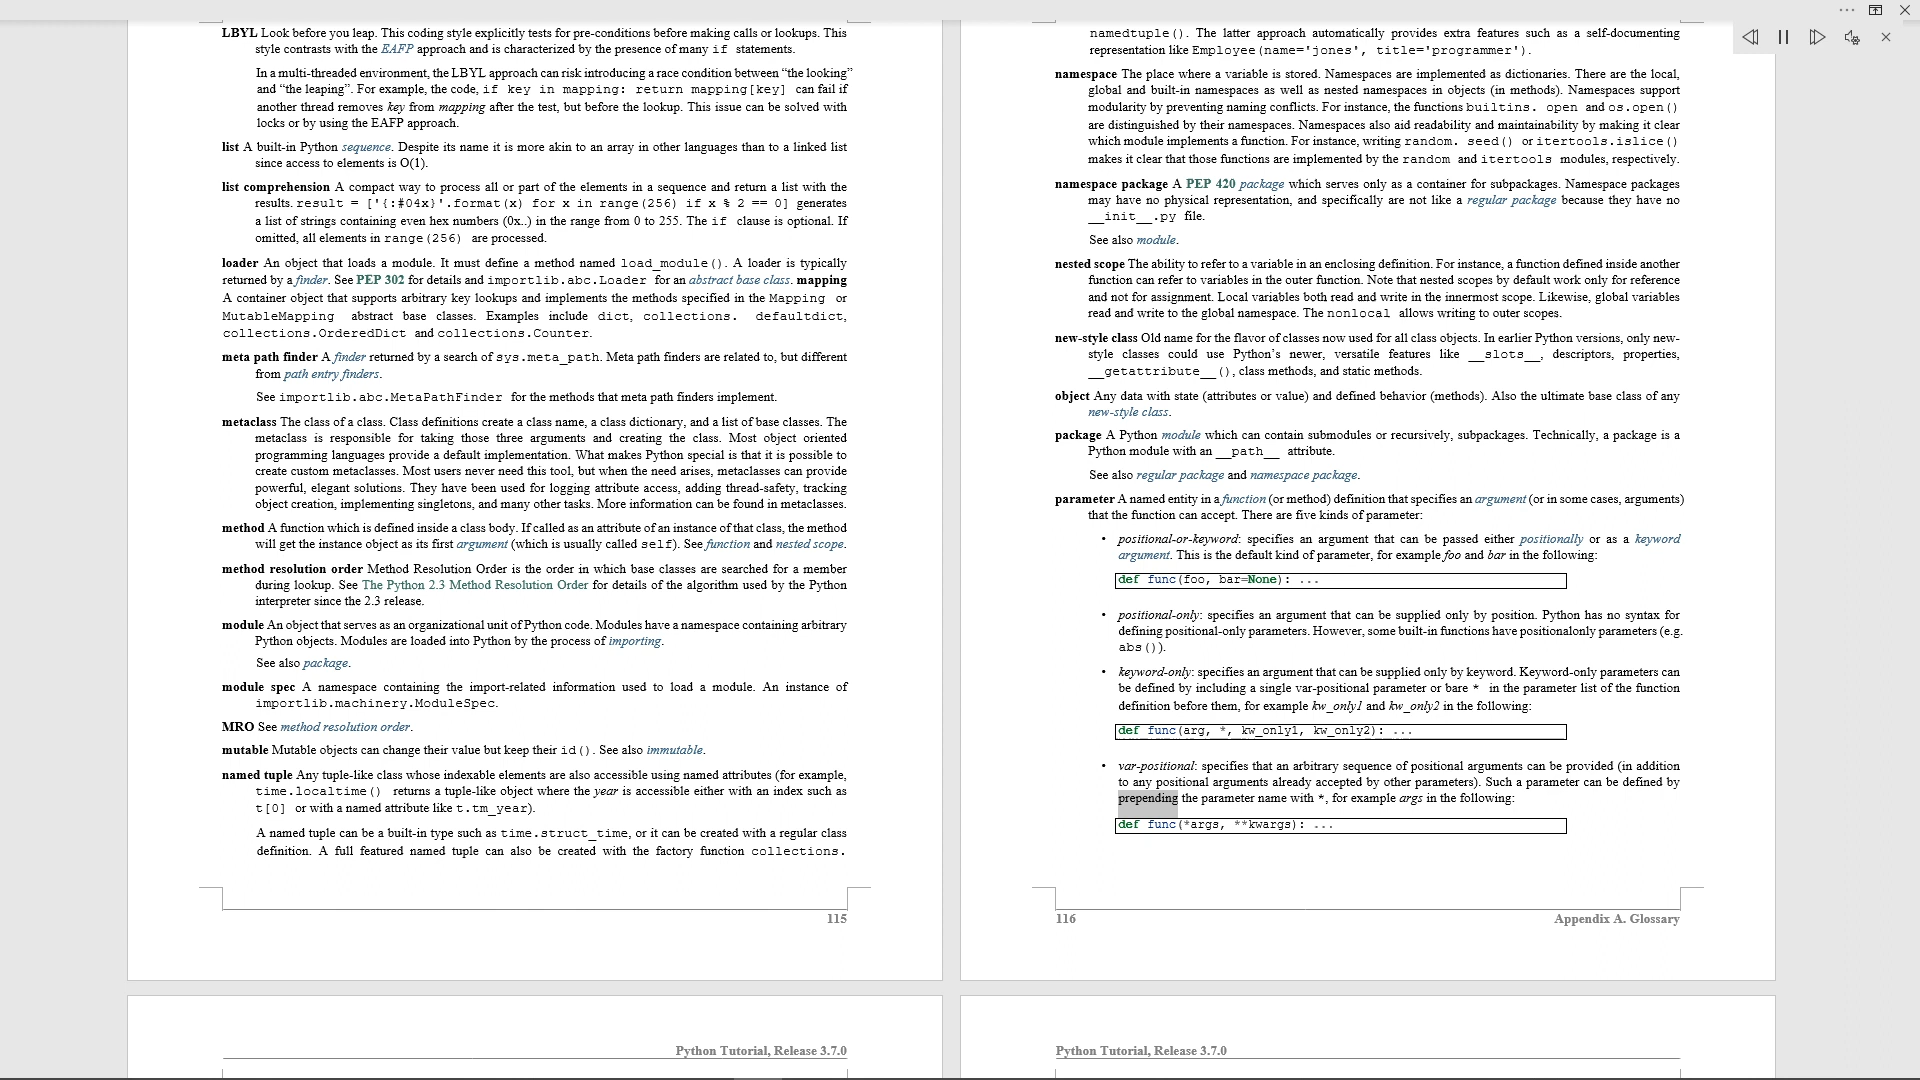 LBYL Look before you leap. This coding style explicitly tests for pre-conditions before making calls or lookups. This
style contrasts with the EAFP approach and is characterized by the presence of many if statements.
In a multi-threaded environment, the LBYL approach can risk introducing a race condition between “the looking”
and “the leaping”. For example, the code, if key in mapping: return mapping[key] can fail if
another thread removes key from mapping after the test, but before the lookup. This issue can be solved with
locks or by using the EAFP approach.
list A built-in Python sequence. Despite its name it is more akin to an array in other languages than to a linked list
since access to elements is O(1).
list comprehension A compact way to process all or part of the elements in a sequence and return a list with the
results. result = ['{:#04x}'.format(x) for x in range(256) if x % 2 == 0] generates
a list of strings containing even hex numbers (0x..) in the range from 0 to 255. The if clause is optional. If
omitted, all elements in range(256) are processed.
loader An object that loads a module. It must define a method named load_module(). A loader is typically
returned by a finder. See PEP 302 for details and importlib.abc.Loader for an abstract base class. mapping
A container object that supports arbitrary key lookups and implements the methods specified in the Mapping or
MutableMapping abstract base classes. Examples include dict, collections. defaultdict,
collections.OrderedDict and collections.Counter.
meta path finder A finder returned by a search of sys.meta_path. Meta path finders are related to, but different
from path entry finders.
See importlib.abc.MetaPathFinder for the methods that meta path finders implement.
metaclass The class of a class. Class definitions create a class name, a class dictionary, and a list of base classes. The
metaclass is responsible for taking those three arguments and creating the class. Most object oriented
programming languages provide a default implementation. What makes Python special is that it is possible to
create custom metaclasses. Most users never need this tool, but when the need arises, metaclasses can provide
powerful, elegant solutions. They have been used for logging attribute access, adding thread-safety, tracking
object creation, implementing singletons, and many other tasks. More information can be found in metaclasses.
method A function which is defined inside a class body. If called as an attribute of an instance of that class, the method
will get the instance object as its first argument (which is usually called self). See function and nested scope.
method resolution order Method Resolution Order is the order in which base classes are searched for a member
during lookup. See The Python 2.3 Method Resolution Order for details of the algorithm used by the Python
interpreter since the 2.3 release.
module An object that serves as an organizational unit of Python code. Modules have a namespace containing arbitrary
Python objects. Modules are loaded into Python by the process of importing.
See also package.
module spec A namespace containing the import-related information used to load a module. An instance of
importlib.machinery.ModuleSpec.
MRO See method resolution order.
mutable Mutable objects can change their value but keep their id(). See also immutable.
named tuple Any tuple-like class whose indexable elements are also accessible using named attributes (for example,
time.localtime() returns a tuple-like object where the year is accessible either with an index such as
t[0] or with a named attribute like t.tm_year).
A named tuple can be a built-in type such as time.struct_time, or it can be created with a regular class
definition. A full featured named tuple can also be created with the factory function collections.
115
namedtuple(). The latter approach automatically provides extra features such as a self-documenting
representation like Employee(name='jones', title='programmer').
namespace The place where a variable is stored. Namespaces are implemented as dictionaries. There are the local,
global and built-in namespaces as well as nested namespaces in objects (in methods). Namespaces support
modularity by preventing naming conflicts. For instance, the functions builtins. open and os.open()
are distinguished by their namespaces. Namespaces also aid readability and maintainability by making it clear
which module implements a function. For instance, writing random. seed() or itertools.islice()
makes it clear that those functions are implemented by the random and itertools modules, respectively.
namespace package A PEP 420 package which serves only as a container for subpackages. Namespace packages
may have no physical representation, and specifically are not like a regular package because they have no
__init__.py file.
See also module.
nested scope The ability to refer to a variable in an enclosing definition. For instance, a function defined inside another
function can refer to variables in the outer function. Note that nested scopes by default work only for reference
and not for assignment. Local variables both read and write in the innermost scope. Likewise, global variables
read and write to the global namespace. The nonlocal allows writing to outer scopes.
new-style class Old name for the flavor of classes now used for all class objects. In earlier Python versions, only new-
style classes could use Python’s newer, versatile features like __slots__, descriptors, properties,
__getattribute__(), class methods, and static methods.
object Any data with state (attributes or value) and defined behavior (methods). Also the ultimate base class of any
new-style class.
package A Python module which can contain submodules or recursively, subpackages. Technically, a package is a
Python module with an __path__ attribute.
See also regular package and namespace package.
parameter A named entity in a function (or method) definition that specifies an argument (or in some cases, arguments)
that the function can accept. There are five kinds of parameter:
• positional-or-keyword: specifies an argument that can be passed either positionally or as a keyword
argument. This is the default kind of parameter, for example foo and bar in the following:
def func(foo, bar=None): ...
• positional-only: specifies an argument that can be supplied only by position. Python has no syntax for
defining positional-only parameters. However, some built-in functions have positionalonly parameters (e.g.
abs()).
• keyword-only: specifies an argument that can be supplied only by keyword. Keyword-only parameters can
be defined by including a single var-positional parameter or bare * in the parameter list of the function
definition before them, for example kw_only1 and kw_only2 in the following:
def func(arg, *, kw_only1, kw_only2): ...
• var-positional: specifies that an arbitrary sequence of positional arguments can be provided (in addition
to any positional arguments already accepted by other parameters). Such a parameter can be defined by
prepending the parameter name with *, for example args in the following:
def func(*args, **kwargs): ...
116 Appendix A. Glossary
Python Tutorial, Release 3.7.0
Python Tutorial, Release 3.7.0